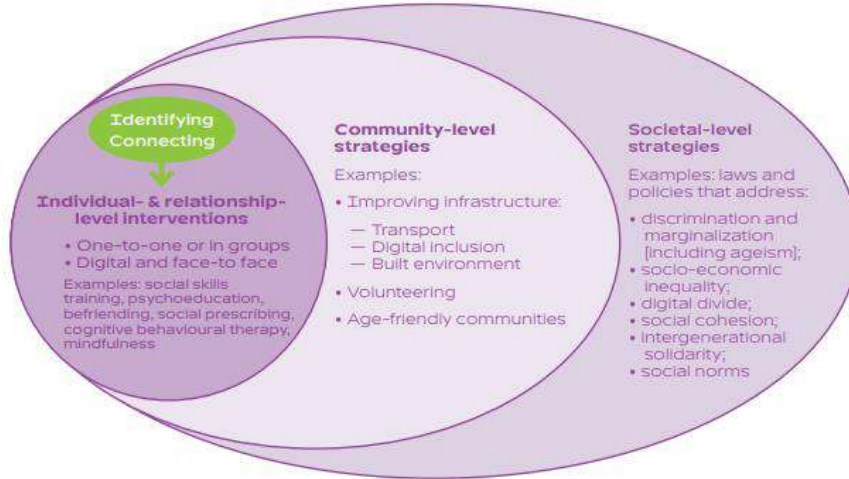 Identifying
Connecting
Individual- & relationship-
level interventions
• One-to-one or in groups
• Digital and face-to face
Examples: social skills
training, psychoeducation,
befriending, social prescribing,
cognitive behavioural therapy,
mindfulness
Community-level
strategies
Examples:
• Improving infrastructure:
— Transport
— Digital inclusion
— Built environment
• Volunteering
• Age-friendly communities
Societal-level
strategies
Examples: laws and
policies that address:
• discrimination and
marginalization
[including ageism];
• socio-economic
inequality;
• digital divide;
• social cohesion;
• intergenerational
solidarity;
• social norms